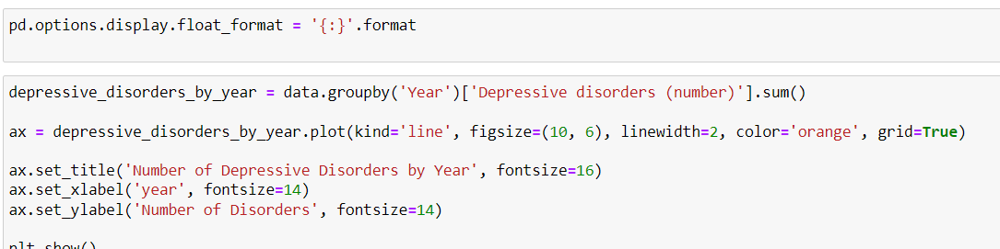 pd.options.display.float_format = '{:}'.format
depressive_disorders_by_year = data.groupby('Year')['Depressive disorders (number)'].sum()
ax = depressive_disorders_by_year.plot(kind='line', figsize=(10, 6), linewidth=2, color='orange', grid=True)
ax.set_title('Number of Depressive Disorders by Year', fontsize=16)
ax.set_xlabel('year', fontsize=14)
ax.set_ylabel('Number of Disorders', fontsize=14)
plt.show()